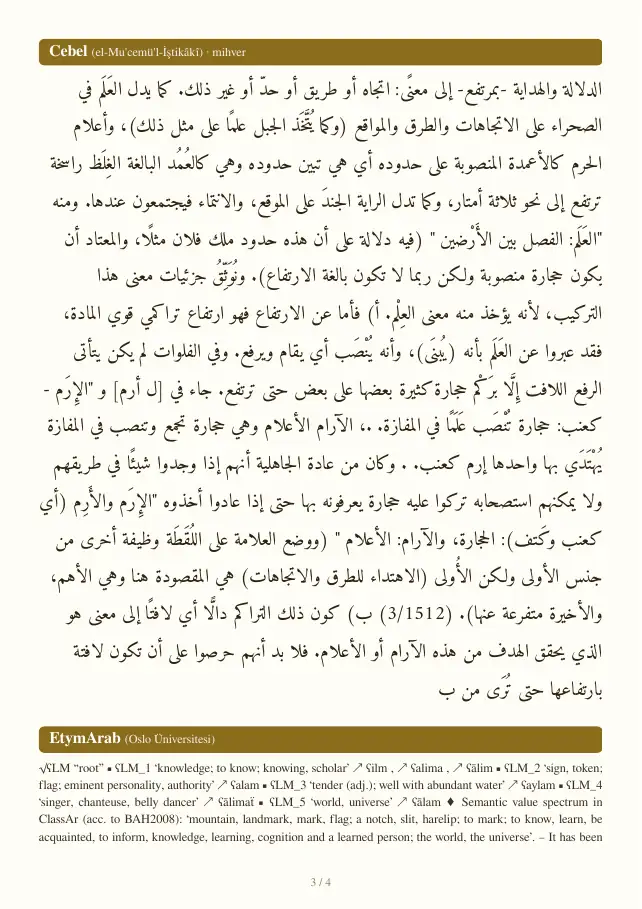 Cebel (el-Mu'cemü'l-İştikâkî) · mihver
الدلالة والهداية -بمرتفع- إلى معنًى: اتجاه أو طريق أو حدّ أو غير ذلك. كما يدل العَلَم في
الصحراء على الاتجاهات والطرق والمواقع (وكما يُتَّخَذ الجبل علمًا على مثل ذلك)، وأعلام
الحرم كالأعمدة المنصوبة على حدوده أي هي تبين حدوده وهي كالعُمُد البالغة الغِلَظ راسخة
ترتفع إلى نحو ثلاثة أمتار، وكما تدل الراية الجندَ على الموقع، والانتماء فيجتمعون عندها. ومنه
"العَلَم: الفصل بين الأَرْضين" (فيه دلالة على أن هذه حدود ملك فلان مثلًا، والمعتاد أن
يكون حجارة منصوبة ولكن ربما لا تكون بالغة الارتفاع). ونُوَثِّقُ جزئيات معنى هذا
التركيب، لأنه يؤخذ منه معنى العِلْم. أ) فأما عن الارتفاع فهو ارتفاع تراكمي قوي المادة،
فقد عبروا عن العَلَم بأنه (يُبنَى)، وأنه يُنْصَب أي يقام ويرفع. وفي الفلوات لم يكن يتأتى
الرفع اللافت إِلَّا برَكْم حجارة كثيرة بعضها على بعض حتى ترتفع. جاء في [ل أرم] و "الإِرَم -
كعنب: حجارة تُنْصَب عَلَمًا في المفازة. .، الآرام الأعلام وهي حجارة تجمع وتنصب في المفازة
يُهْتَدَي بها واحدها إرم كعنب. . وكان من عادة الجاهلية أنهم إذا وجدوا شيئًا في طريقهم
ولا يمكنهم استصحابه تركوا عليه حجارة يعرفونه بها حتى إذا عادوا أخذوه "الإِرَم والأَرِم (أي
كعنب وكَتف): الحجارة، والآرام: الأعلام" (ووضع العلامة على اللُقَطَة وظيفة أخرى من
جنس الأولى ولكن الأُولى (الاهتداء للطرق والاتجاهات) هي المقصودة هنا وهي الأهم،
والأخيرة متفرعة عنها). (3/1512) ب) كون ذلك التراكم دالًّا أي لافتًا إلى معنى هو
الذي يحقق الهدف من هذه الآرام أو الأعلام. فلا بد أنهم حرصوا على أن تكون لافتة
بارتفاعها حتى تُرَى من ب
EtymArab (Oslo Üniversitesi)
√ʕLM “root” ▪ ʕLM_1 ‘knowledge; to know; knowing, scholar’ ↗ ʕilm , ↗ ʕalima , ↗ ʕālim ▪ ʕLM_2 ‘sign, token;
flag; eminent personality, authority’ ↗ ʕalam ▪ ʕLM_3 ‘tender (adj.); well with abundant water’ ↗ ʕaylam ▪ ʕLM_4
‘singer, chanteuse, belly dancer’ ↗ ʕālimaẗ ▪ ʕLM_5 ‘world, universe’ ↗ ʕālam ♦ Semantic value spectrum in
ClassAr (acc. to BAH2008): ‘mountain, landmark, mark, flag; a notch, slit, harelip; to mark; to know, learn, be
acquainted, to inform, knowledge, learning, cognition and a learned person; the world, the universe’. – It has been
3 / 4